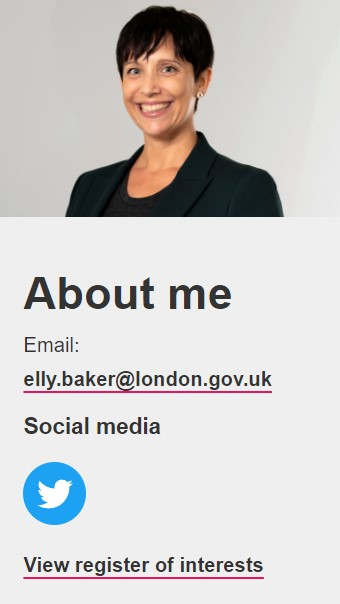 About me
Email:
elly.baker@london.gov.uk
Social media
View register of interests